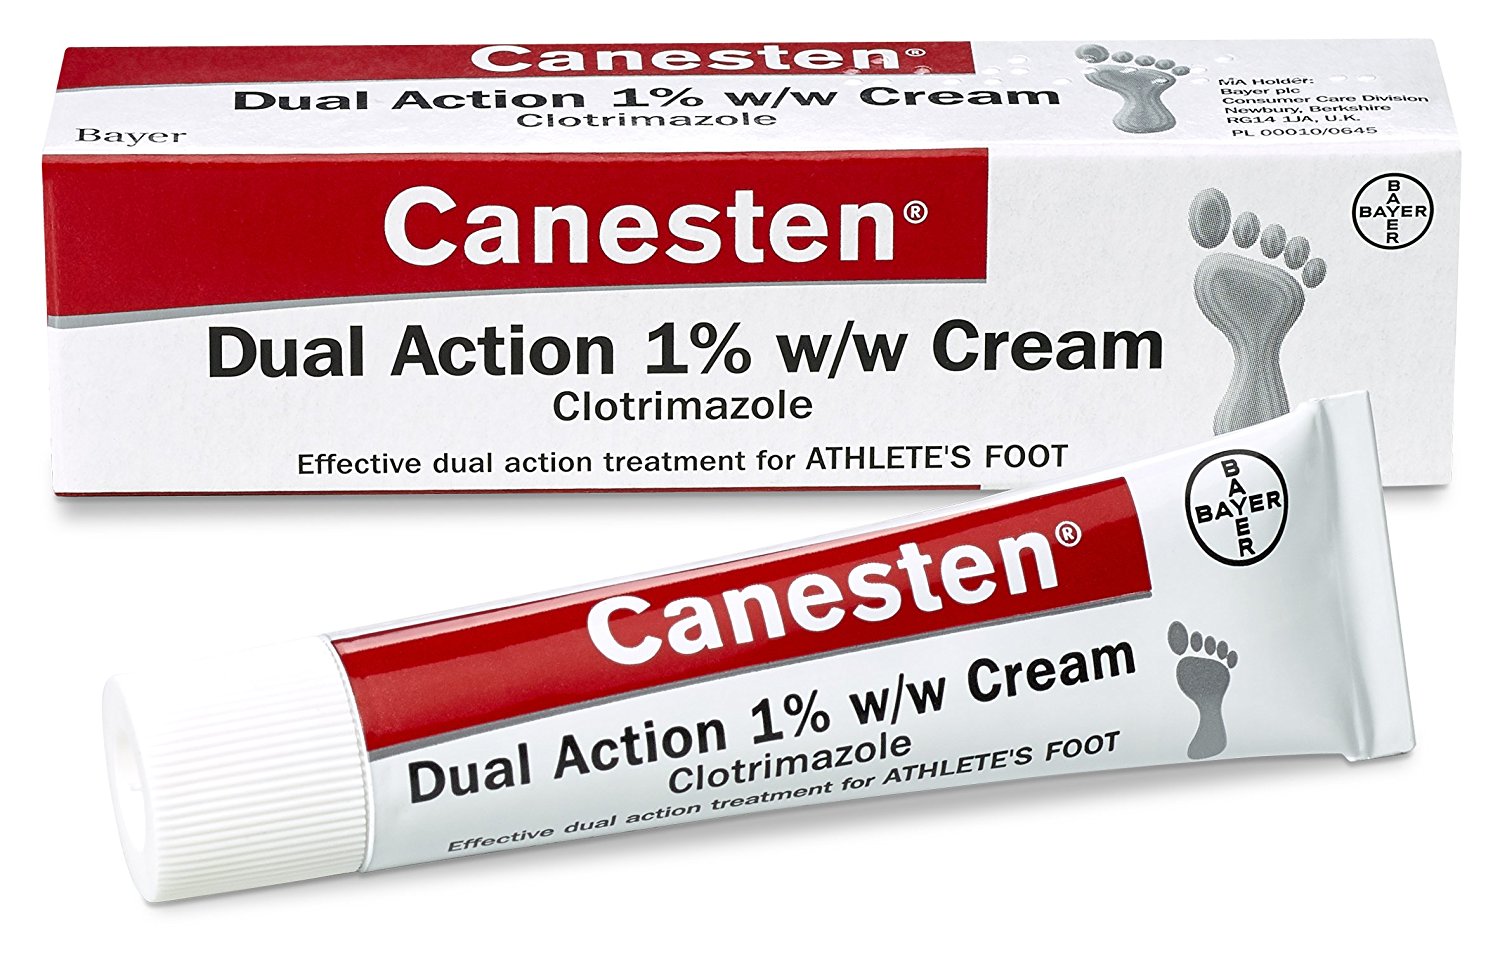 Canesten®
Dual Action 1% w/w Cream
Clotrimazole
Bayer
MA Holder:
Bayer plc
Consumer Care Division
Newbury, Berkshire
RG14 1JA, U.K.
PL 00010/0645
Canesten®
BAYER
BAYER
Dual Action 1% w/w Cream
Clotrimazole
Effective dual action treatment for ATHLETE'S FOOT
BAYER
BAYER
Canesten®
Dual Action 1% w/w Cream
Clotrimazole
Effective dual action treatment for ATHLETE'S FOOT